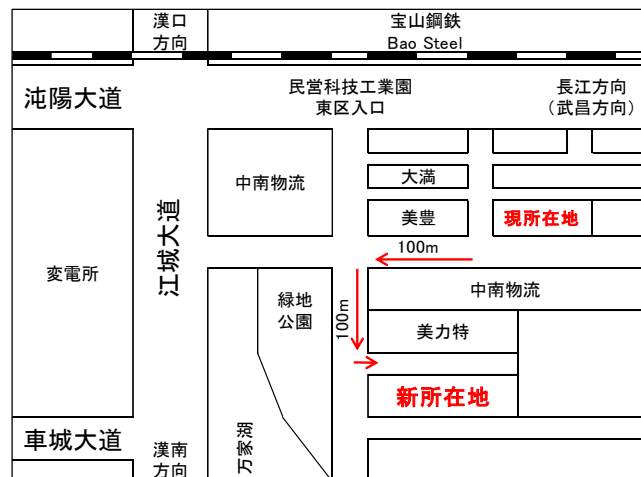 漢口
方向
宝山鋼鉄
Bao Steel
沌陽大道
民営科技工業園
東区入口
長江方向
（武昌方向）
中南物流
大満
美豊
現所在地
江城大道
100m
変電所
緑地
公園
100m
中南物流
美力特
新所在地
車城大道
漢南
方向
万家湖